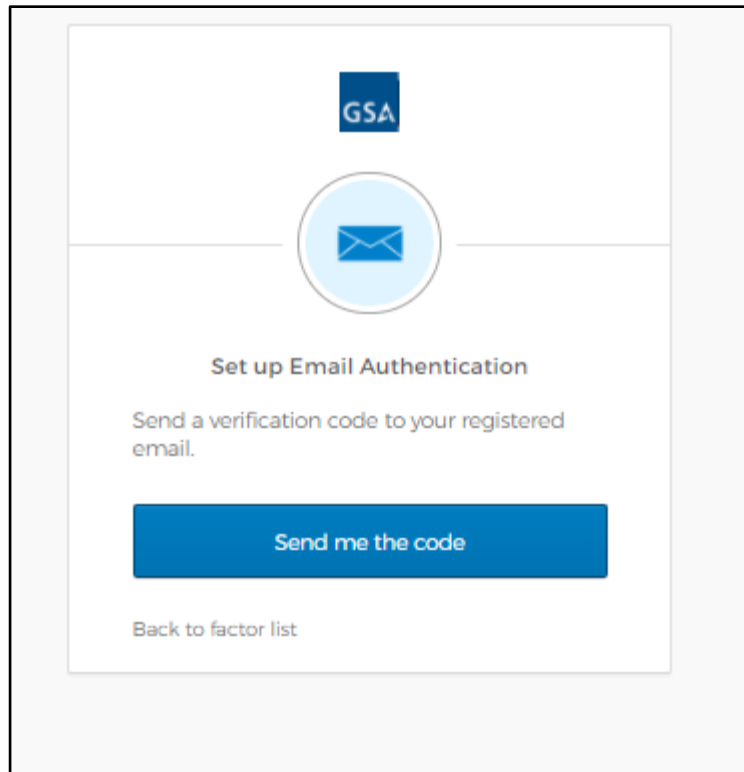 GSA
Set up Email Authentication
Send a verification code to your registered
email.
Send me the code
Back to factor list